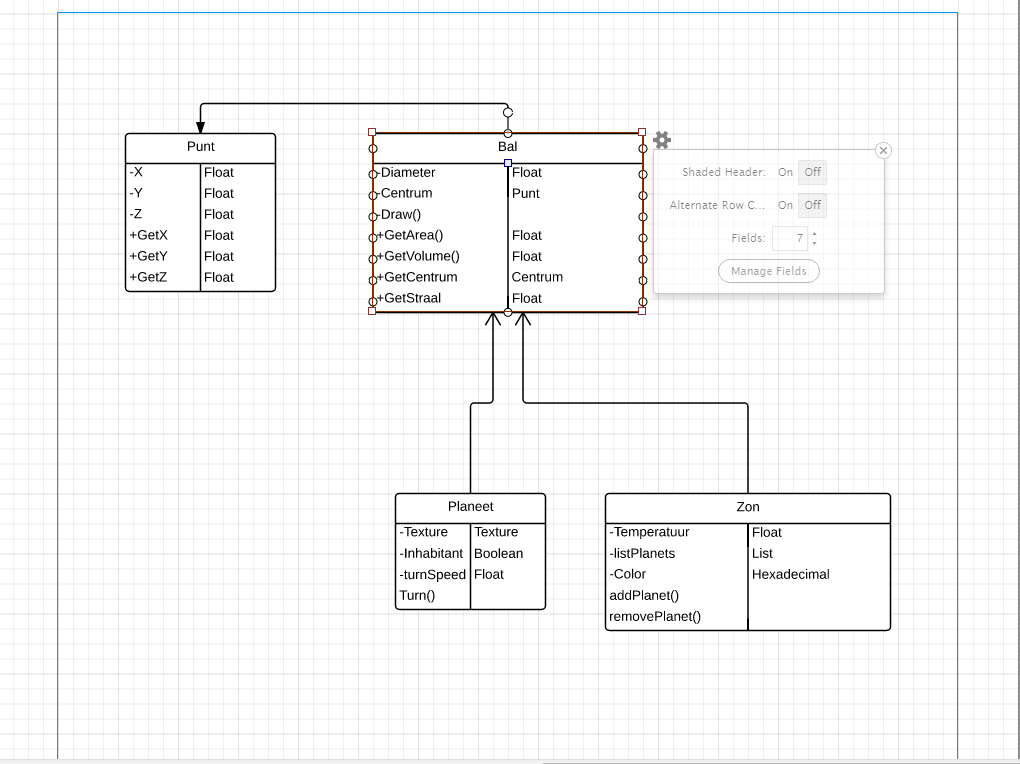 Punt
-X Float
-Y Float
-Z Float
+GetX Float
+GetY Float
+GetZ Float
Bal
-Diameter Float
-Centrum Punt
-Draw()
+GetArea() Float
+GetVolume() Float
+GetCentrum Centrum
+GetStraal Float
Shaded Header: On Off
Alternate Row C... On Off
Fields: 7
Manage Fields
Planeet
-Texture Texture
-Inhabitant Boolean
-turnSpeed Float
Turn()
Zon
-Temperatuur Float
-listPlanets List
-Color Hexadecimal
addPlanet()
removePlanet()